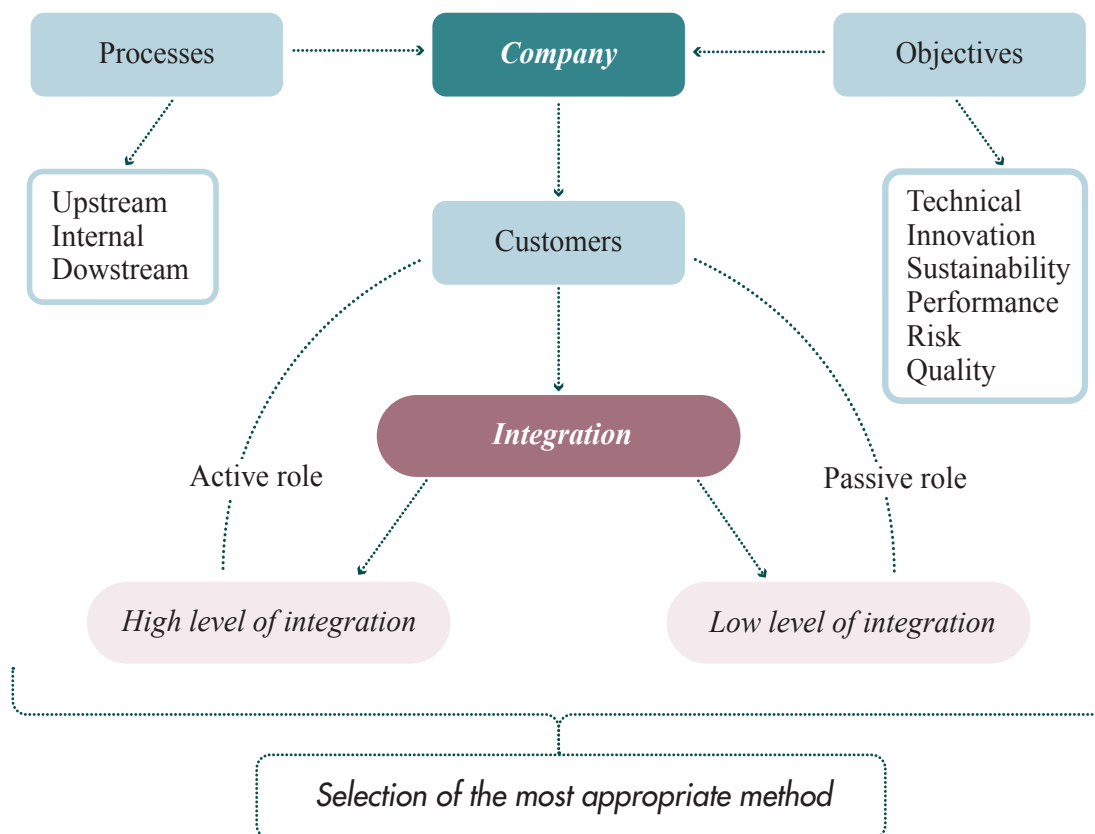 Processes
Company
Objectives
Upstream
Internal
Dowstream
Customers
Technical
Innovation
Sustainability
Performance
Risk
Quality
Integration
Active role
Passive role
High level of integration
Low level of integration
Selection of the most appropriate method